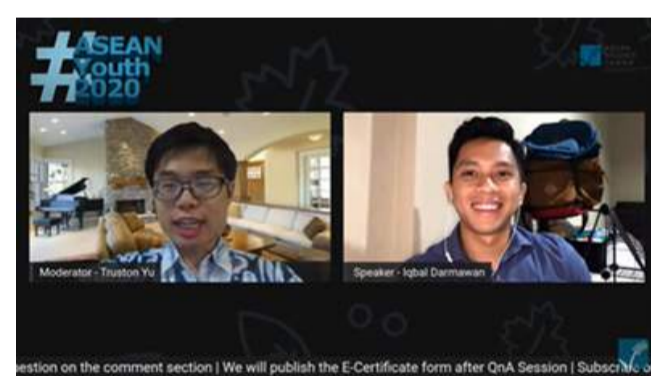 #ASEAN
Youth
2020
Moderator - Truston Yu
Speaker - Iqbal Darmawan
estion on the comment section | We will publish the E-Certificate form after QnA Session | Subscribe